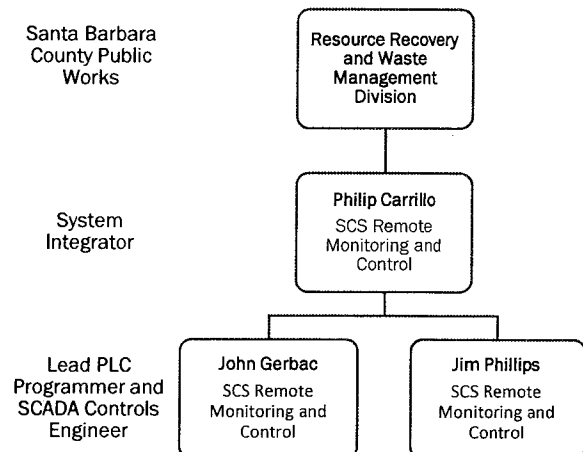 Santa Barbara
County Public
Works
Resource Recovery
and Waste
Management
Division
System
Integrator
Philip Carrillo
SCS Remote
Monitoring and
Control
Lead PLC
Programmer and
SCADA Controls
Engineer
John Gerbac
SCS Remote
Monitoring and
Control
Jim Phillips
SCS Remote
Monitoring and
Control